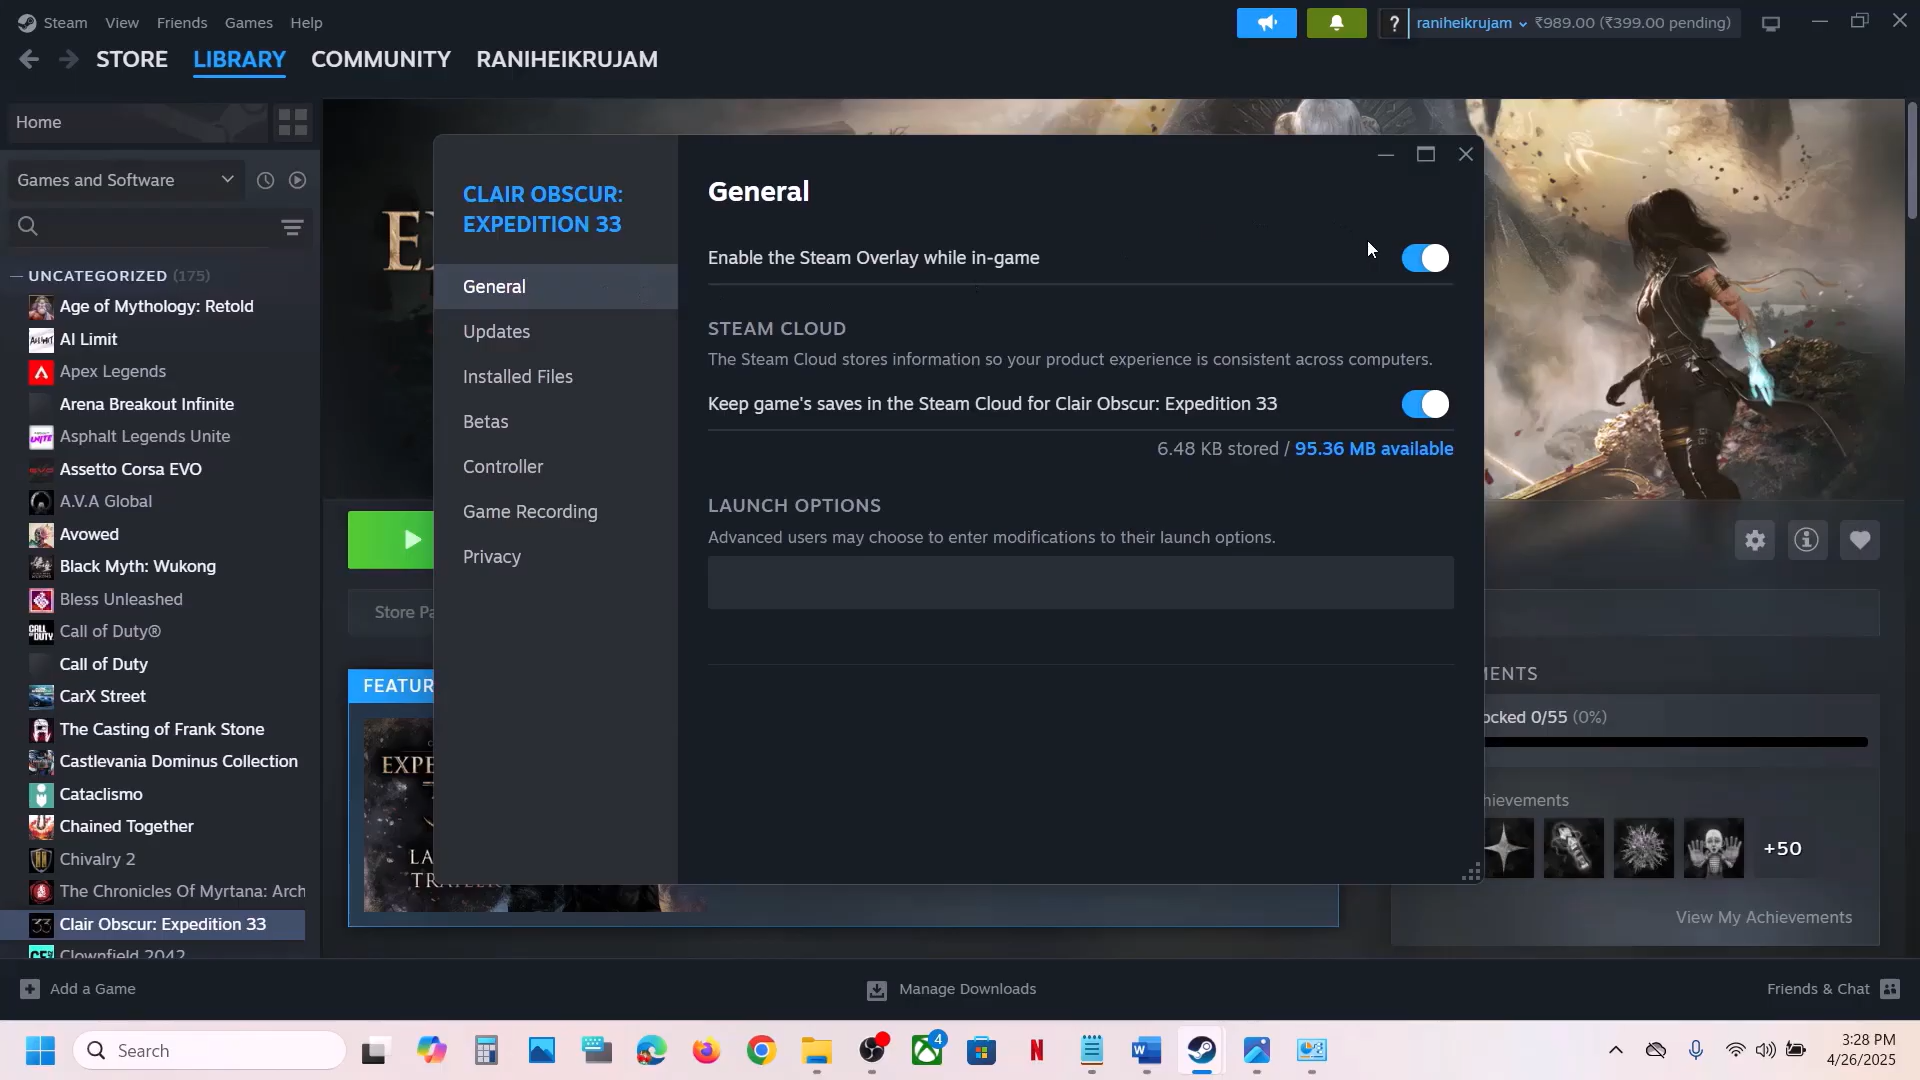 Steam View Friends Games Help
? raniheikrujam ₹989.00 (₹399.00 pending)
STORE LIBRARY COMMUNITY RANIHEIKRUJAM
Home
Games and Software
UNCATEGORIZED (175)
Age of Mythology: Retold
AI Limit
Apex Legends
Arena Breakout Infinite
Asphalt Legends Unite
Assetto Corsa EVO
A.V.A Global
Avowed
Black Myth: Wukong
Bless Unleashed
Call of Duty®
Call of Duty
CarX Street
The Casting of Frank Stone
Castlevania Dominus Collection
Cataclismo
Chained Together
Chivalry 2
The Chronicles Of Myrtana: Arch
Clair Obscur: Expedition 33
Clownfield 2042
Add a Game
CLAIR OBSCUR:
EXPEDITION 33
General
Updates
Installed Files
Betas
Controller
Game Recording
Privacy
General
Enable the Steam Overlay while in-game
STEAM CLOUD
The Steam Cloud stores information so your product experience is consistent across computers.
Keep game's saves in the Steam Cloud for Clair Obscur: Expedition 33
6.48 KB stored / 95.36 MB available
LAUNCH OPTIONS
Advanced users may choose to enter modifications to their launch options.
Store Pa
FEATUR
EXPE
LA
TRAILER
MENTS
ocked 0/55 (0%)
hievements
+50
View My Achievements
Manage Downloads
Friends & Chat
Search
4
3:28 PM
4/26/2025